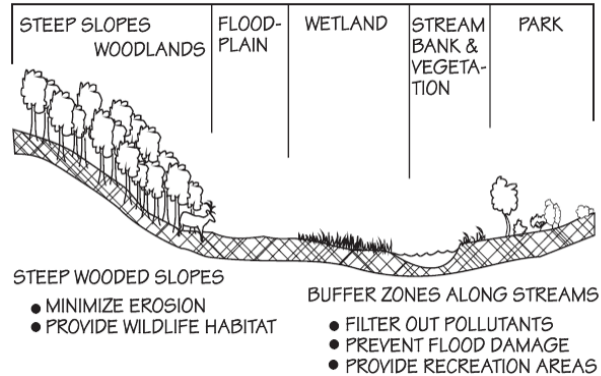 STEEP SLOPES
WOODLANDS
FLOOD-
PLAIN
WETLAND
STREAM
BANK &
VEGETA-
TION
PARK
STEEP WOODED SLOPES
● MINIMIZE EROSION
● PROVIDE WILDLIFE HABITAT
BUFFER ZONES ALONG STREAMS
● FILTER OUT POLLUTANTS
● PREVENT FLOOD DAMAGE
● PROVIDE RECREATION AREAS